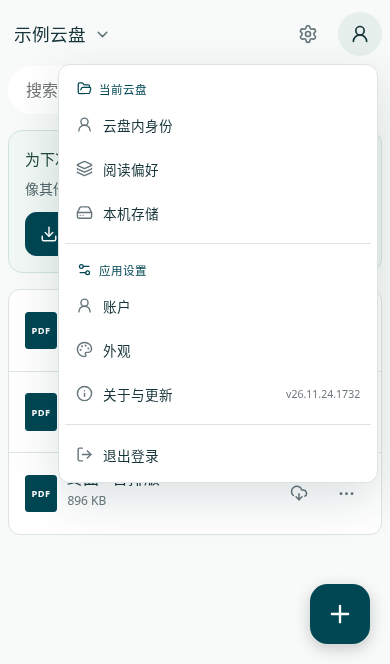 示例云盘
搜索
当前云盘
云盘内身份
为下
阅读偏好
本机存储
应用设置
账户
PDF
外观
关于与更新 v26.11.24.1732
PDF
退出登录
PDF
896 KB